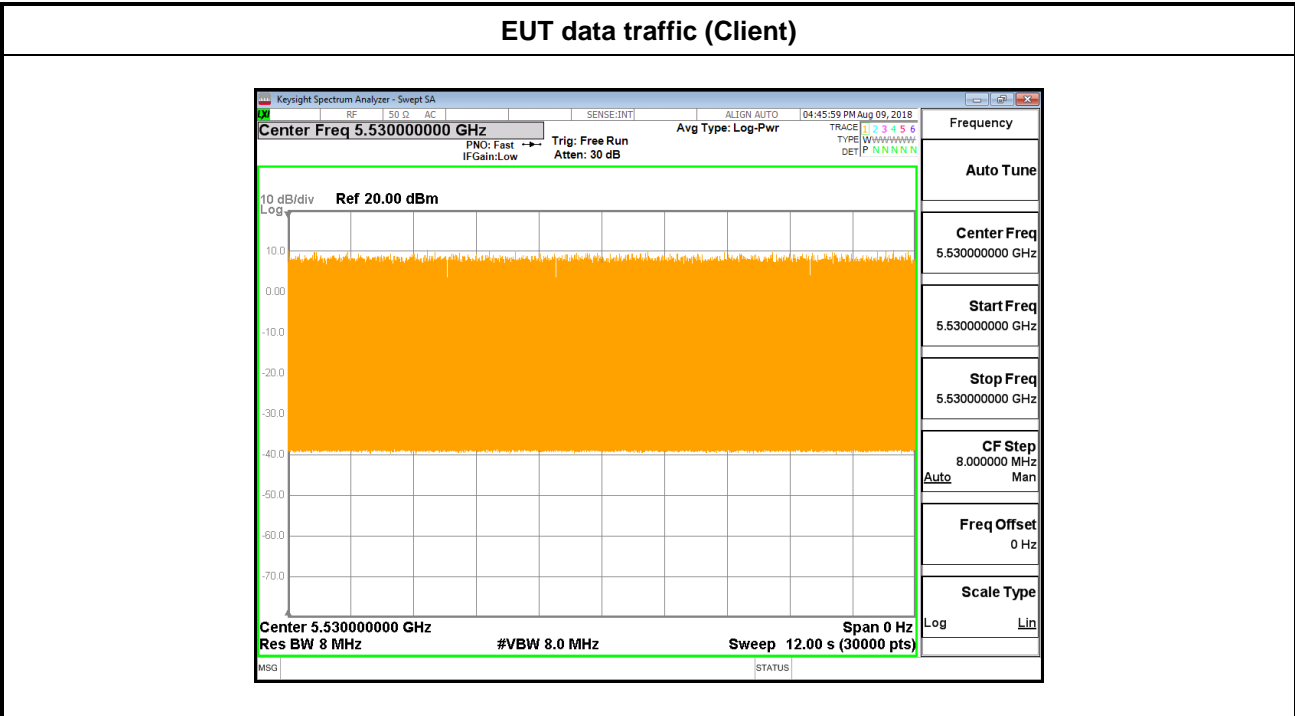 EUT data traffic (Client)
Keysight Spectrum Analyzer - Swept SA
LXI RF 50 Ω AC SENSE:INT ALIGN AUTO 04:45:59 PM Aug 09, 2018
Center Freq 5.530000000 GHz
PNO: Fast
IFGain:Low
Trig: Free Run
Atten: 30 dB
Avg Type: Log-Pwr
TRACE 1 2 3 4 5 6
TYPE WWWWWW
DET P N N N N N
10 dB/div
Log
Ref 20.00 dBm
10.0
0.00
-10.0
-20.0
-30.0
-40.0
-50.0
-60.0
-70.0
Center 5.530000000 GHz Span 0 Hz
Res BW 8 MHz #VBW 8.0 MHz Sweep 12.00 s (30000 pts)
MSG STATUS
Frequency
Auto Tune
Center Freq
5.530000000 GHz
Start Freq
5.530000000 GHz
Stop Freq
5.530000000 GHz
CF Step
8.000000 MHz
Auto Man
Freq Offset
0 Hz
Scale Type
Log Lin